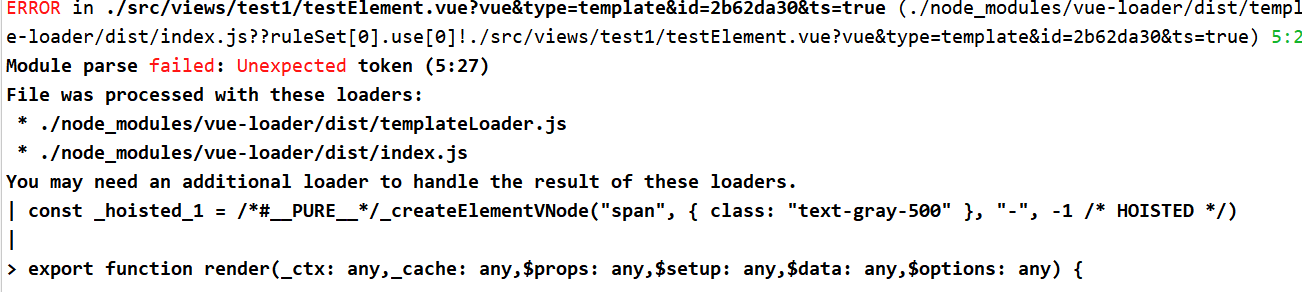 ERROR in ./src/views/test1/testElement.vue?vue&type=template&id=2b62da30&ts=true (./node_modules/vue-loader/dist/templ
e-loader/dist/index.js??ruleSet[0].use[0]!./src/views/test1/testElement.vue?vue&type=template&id=2b62da30&ts=true) 5:2
Module parse failed: Unexpected token (5:27)
File was processed with these loaders:
 * ./node_modules/vue-loader/dist/templateLoader.js
 * ./node_modules/vue-loader/dist/index.js
You may need an additional loader to handle the result of these loaders.
| const _hoisted_1 = /*#__PURE__*/_createElementVNode("span", { class: "text-gray-500" }, "-", -1 /* HOISTED */)
|
> export function render(_ctx: any,_cache: any,$props: any,$setup: any,$data: any,$options: any) {